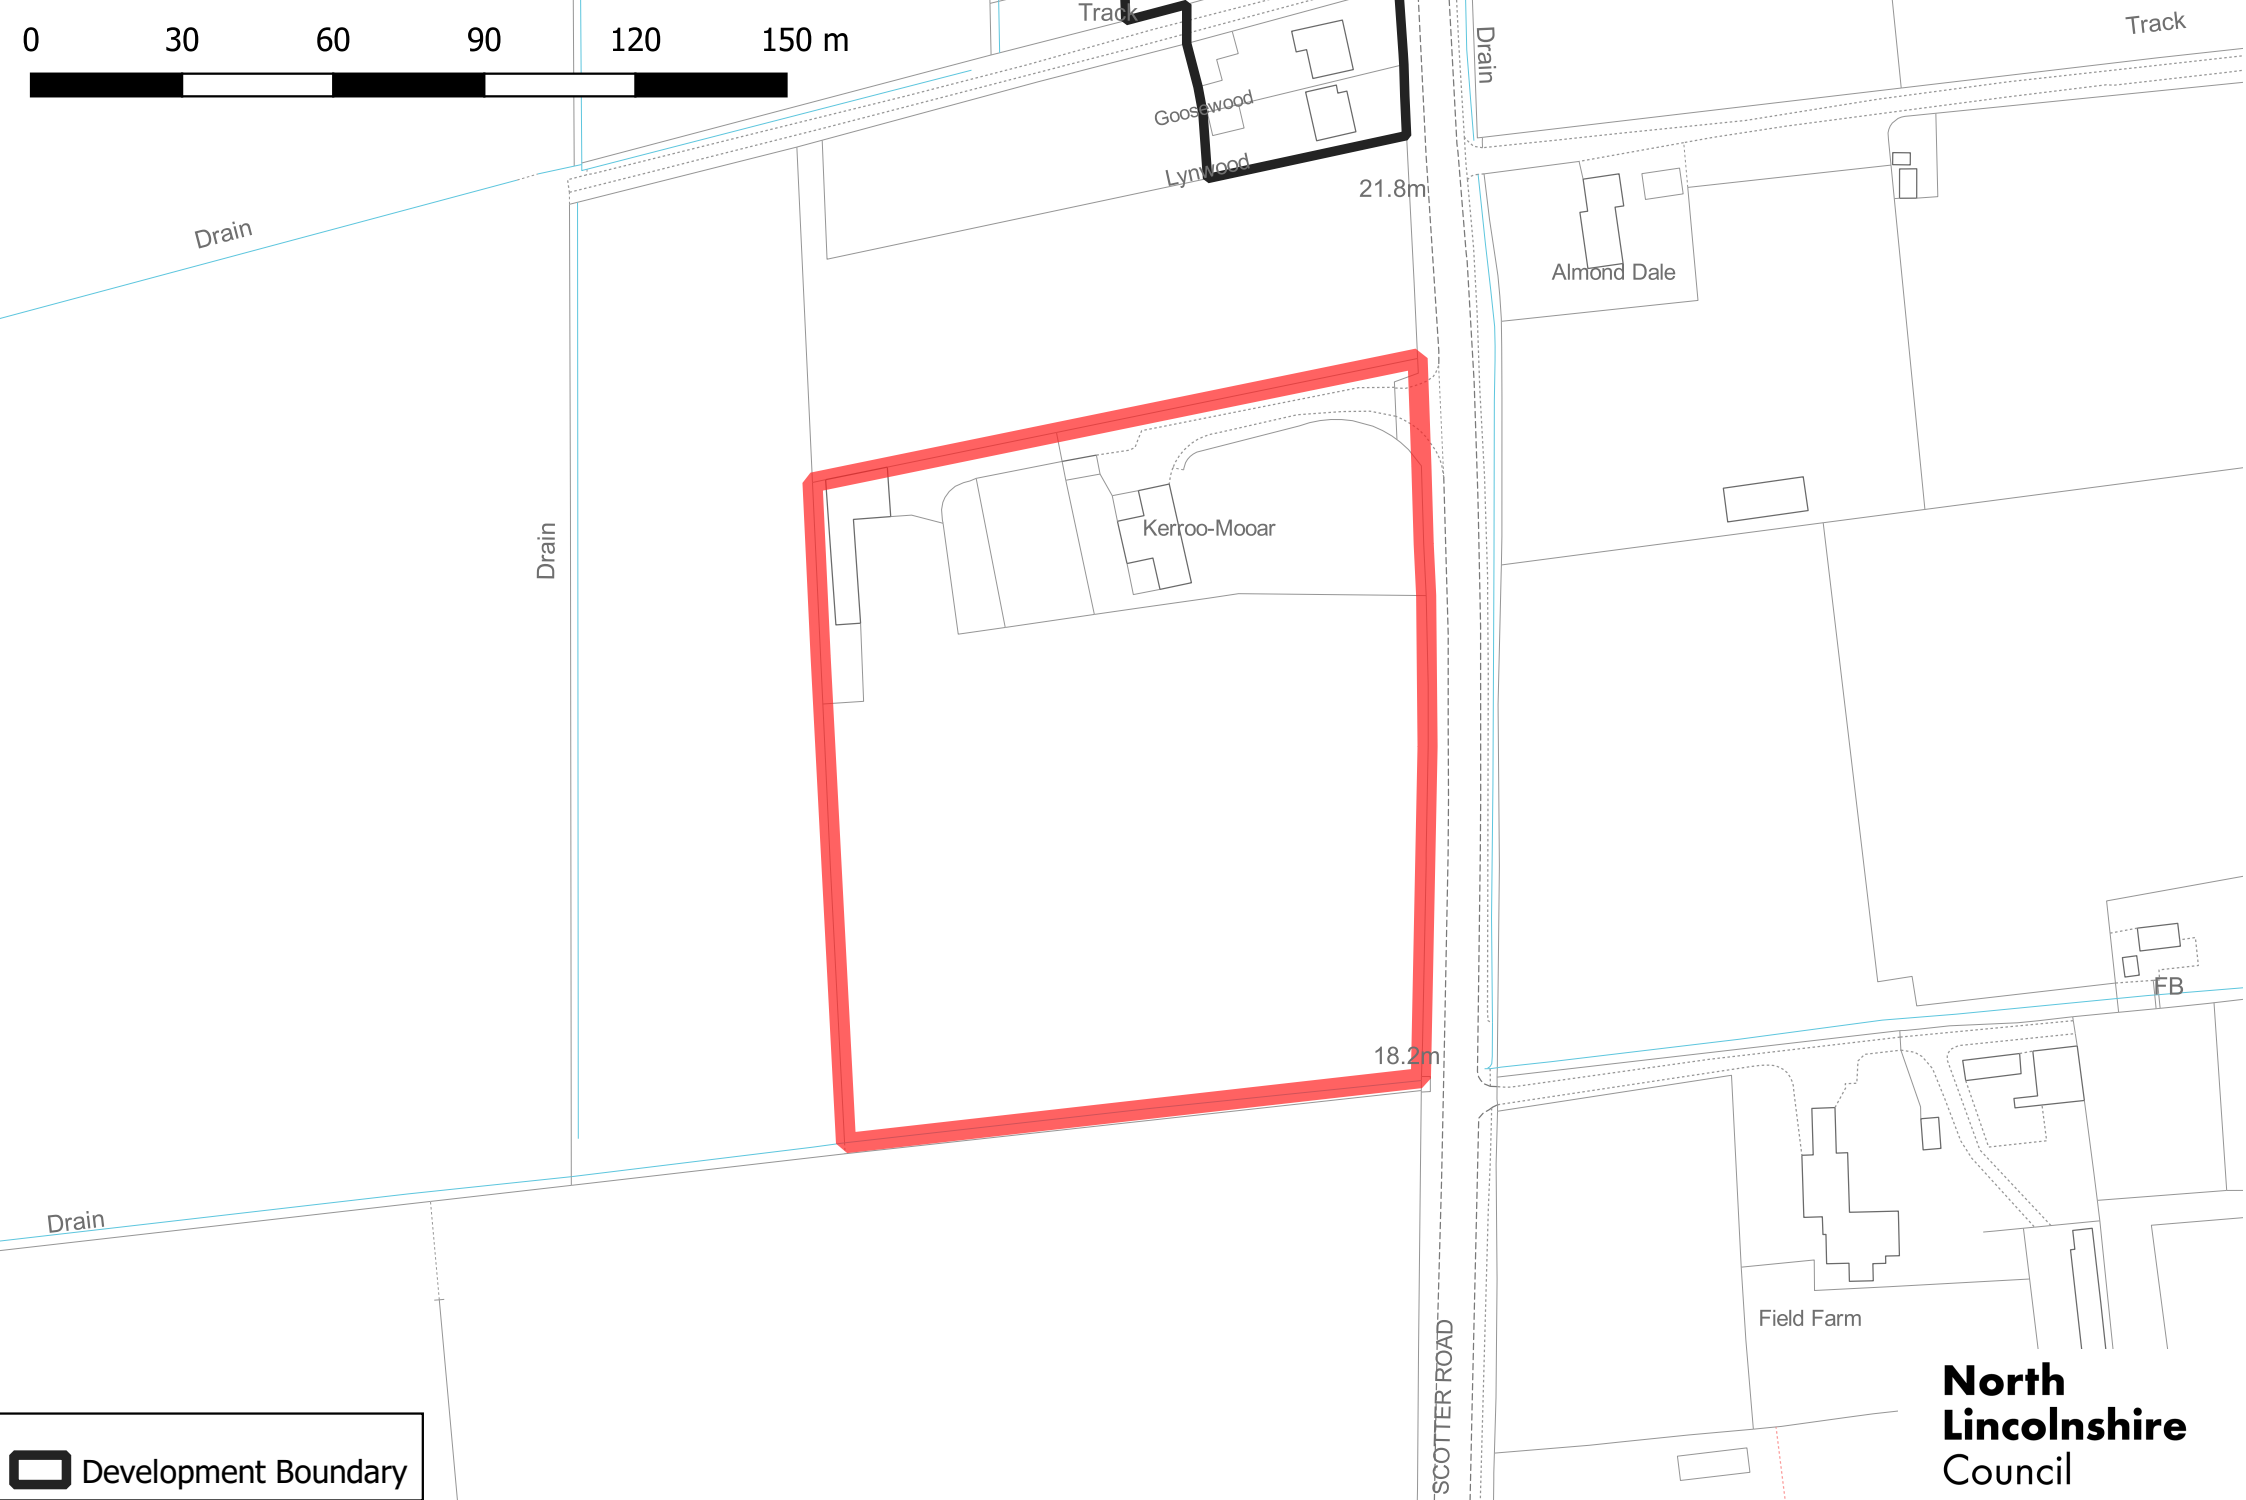 0 30 60 90 120 150 m
Track
Track
Drain
Goosewood
Lynwood
21.8m
Drain
Almond Dale
Drain
Kerroo-Mooar
FB
18.2m
Drain
Field Farm
SCOTTER ROAD
Development Boundary
North
Lincolnshire
Council